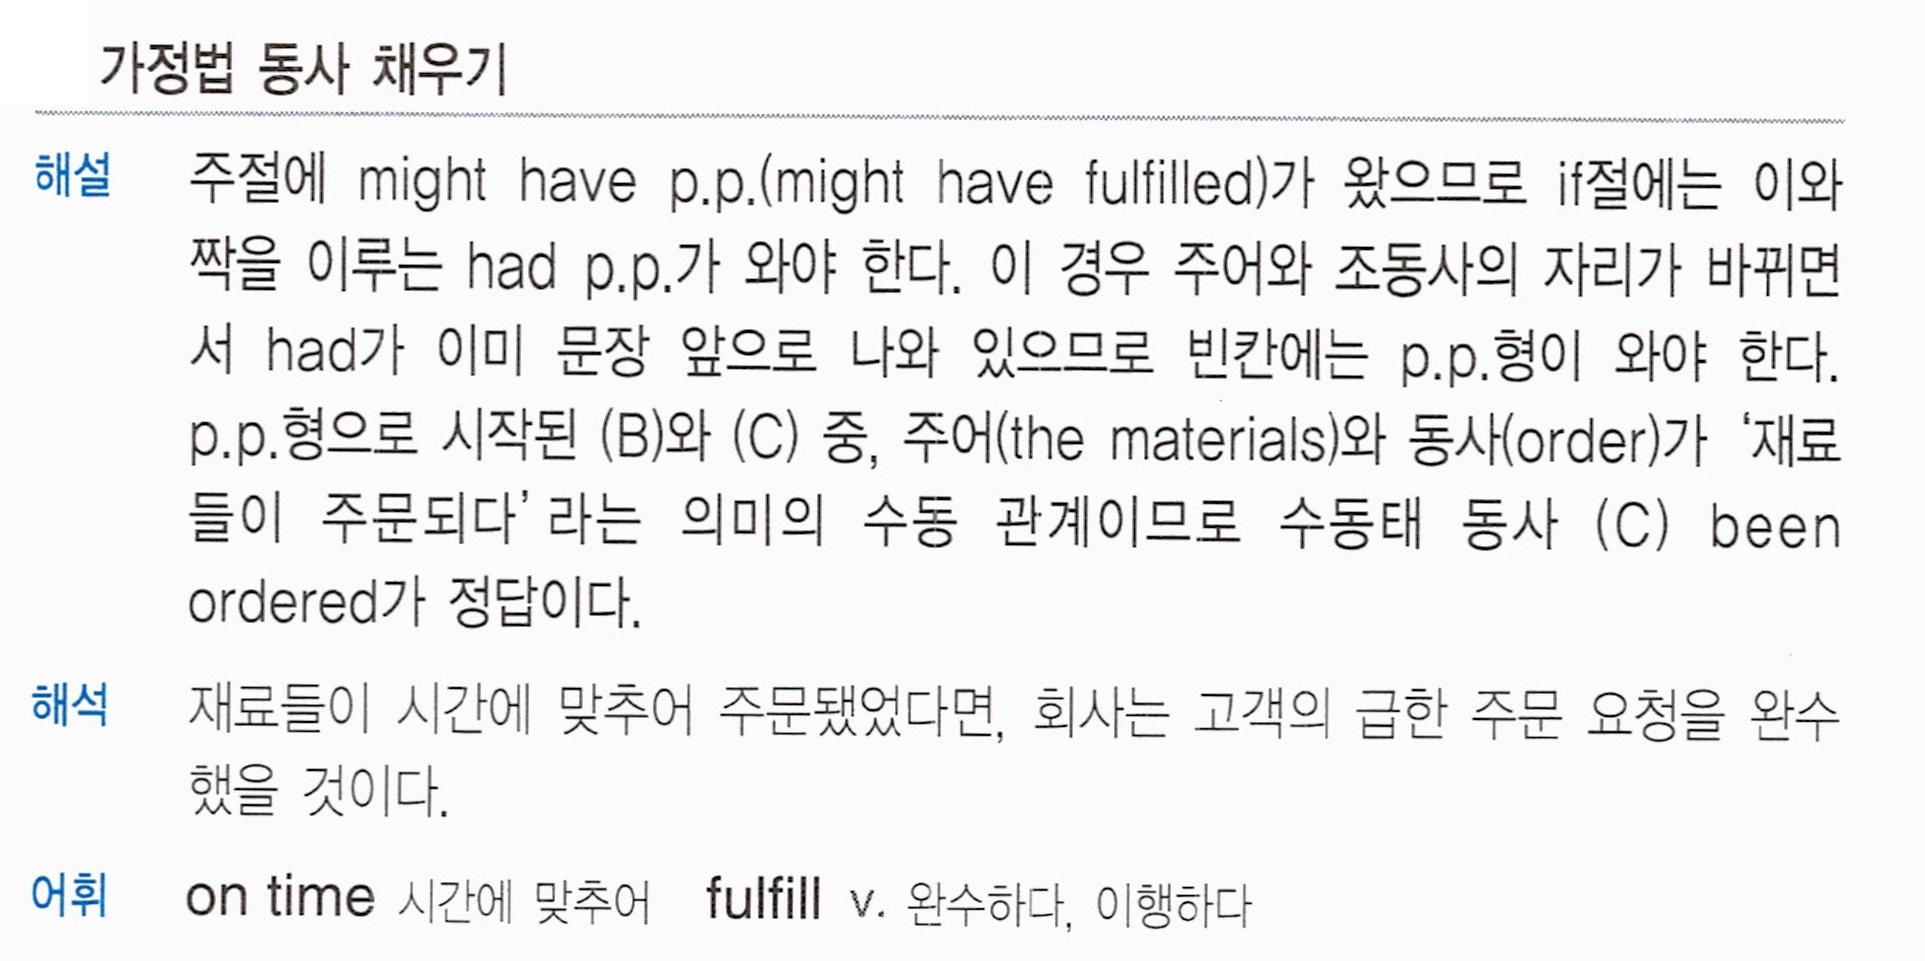 가정법 동사 채우기
해설 주절에 might have p.p.(might have fulfilled)가 왔으므로 if절에는 이와
짝을 이루는 had p.p.가 와야 한다. 이 경우 주어와 조동사의 자리가 바뀌면
서 had가 이미 문장 앞으로 나와 있으므로 빈칸에는 p.p.형이 와야 한다.
p.p.형으로 시작된 (B)와 (C) 중, 주어(the materials)와 동사(order)가 ‘재료
들이 주문되다’라는 의미의 수동 관계이므로 수동태 동사 (C) been
ordered가 정답이다.
해석 재료들이 시간에 맞추어 주문됐었다면, 회사는 고객의 급한 주문 요청을 완수
했을 것이다.
어휘 on time 시간에 맞추어 fulfill v. 완수하다, 이행하다